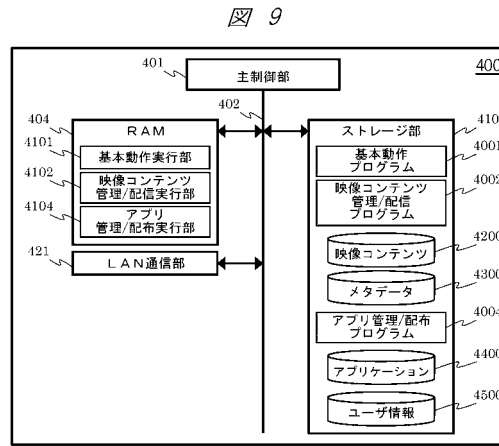 図 9
400
401
主制御部
402
404
RAM
4101
基本動作実行部
4102
映像コンテンツ
管理/配信実行部
4104
アプリ
管理/配布実行部
421
LAN通信部
ストレージ部
410
基本動作
プログラム
4001
映像コンテンツ
管理/配信
プログラム
4002
映像コンテンツ
4200
メタデータ
4300
アプリ管理/配布
プログラム
4004
アプリケーション
4400
ユーザ情報
4500